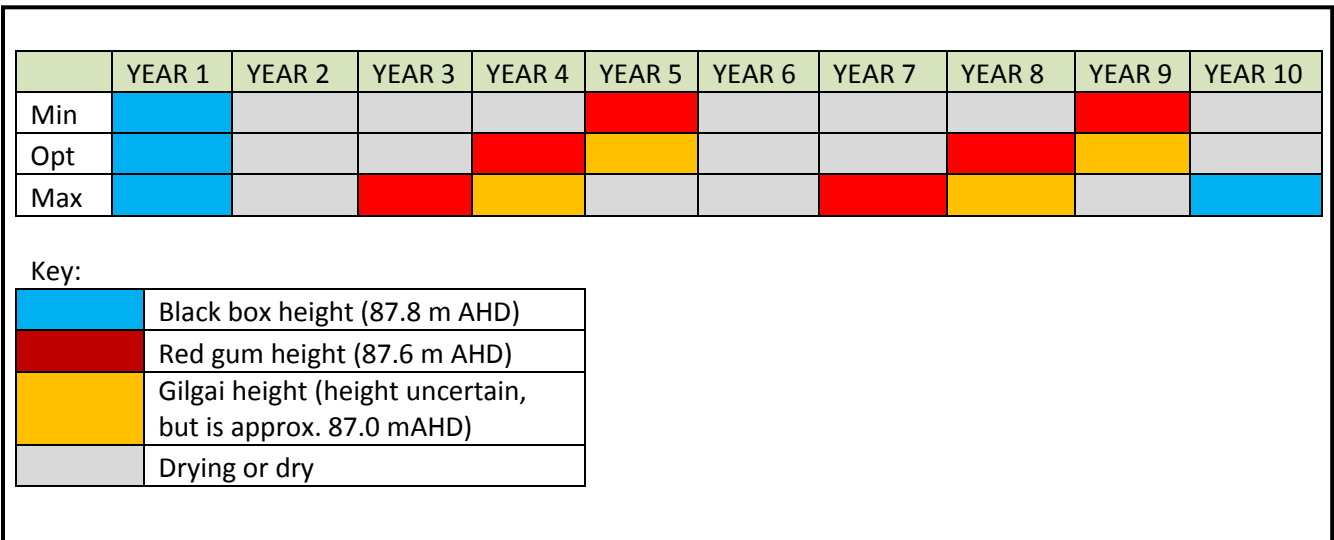 YEAR 1 YEAR 2 YEAR 3 YEAR 4 YEAR 5 YEAR 6 YEAR 7 YEAR 8 YEAR 9 YEAR 10
Min
Opt
Max
Key:
Black box height (87.8 m AHD)
Red gum height (87.6 m AHD)
Gilgai height (height uncertain,
but is approx. 87.0 mAHD)
Drying or dry